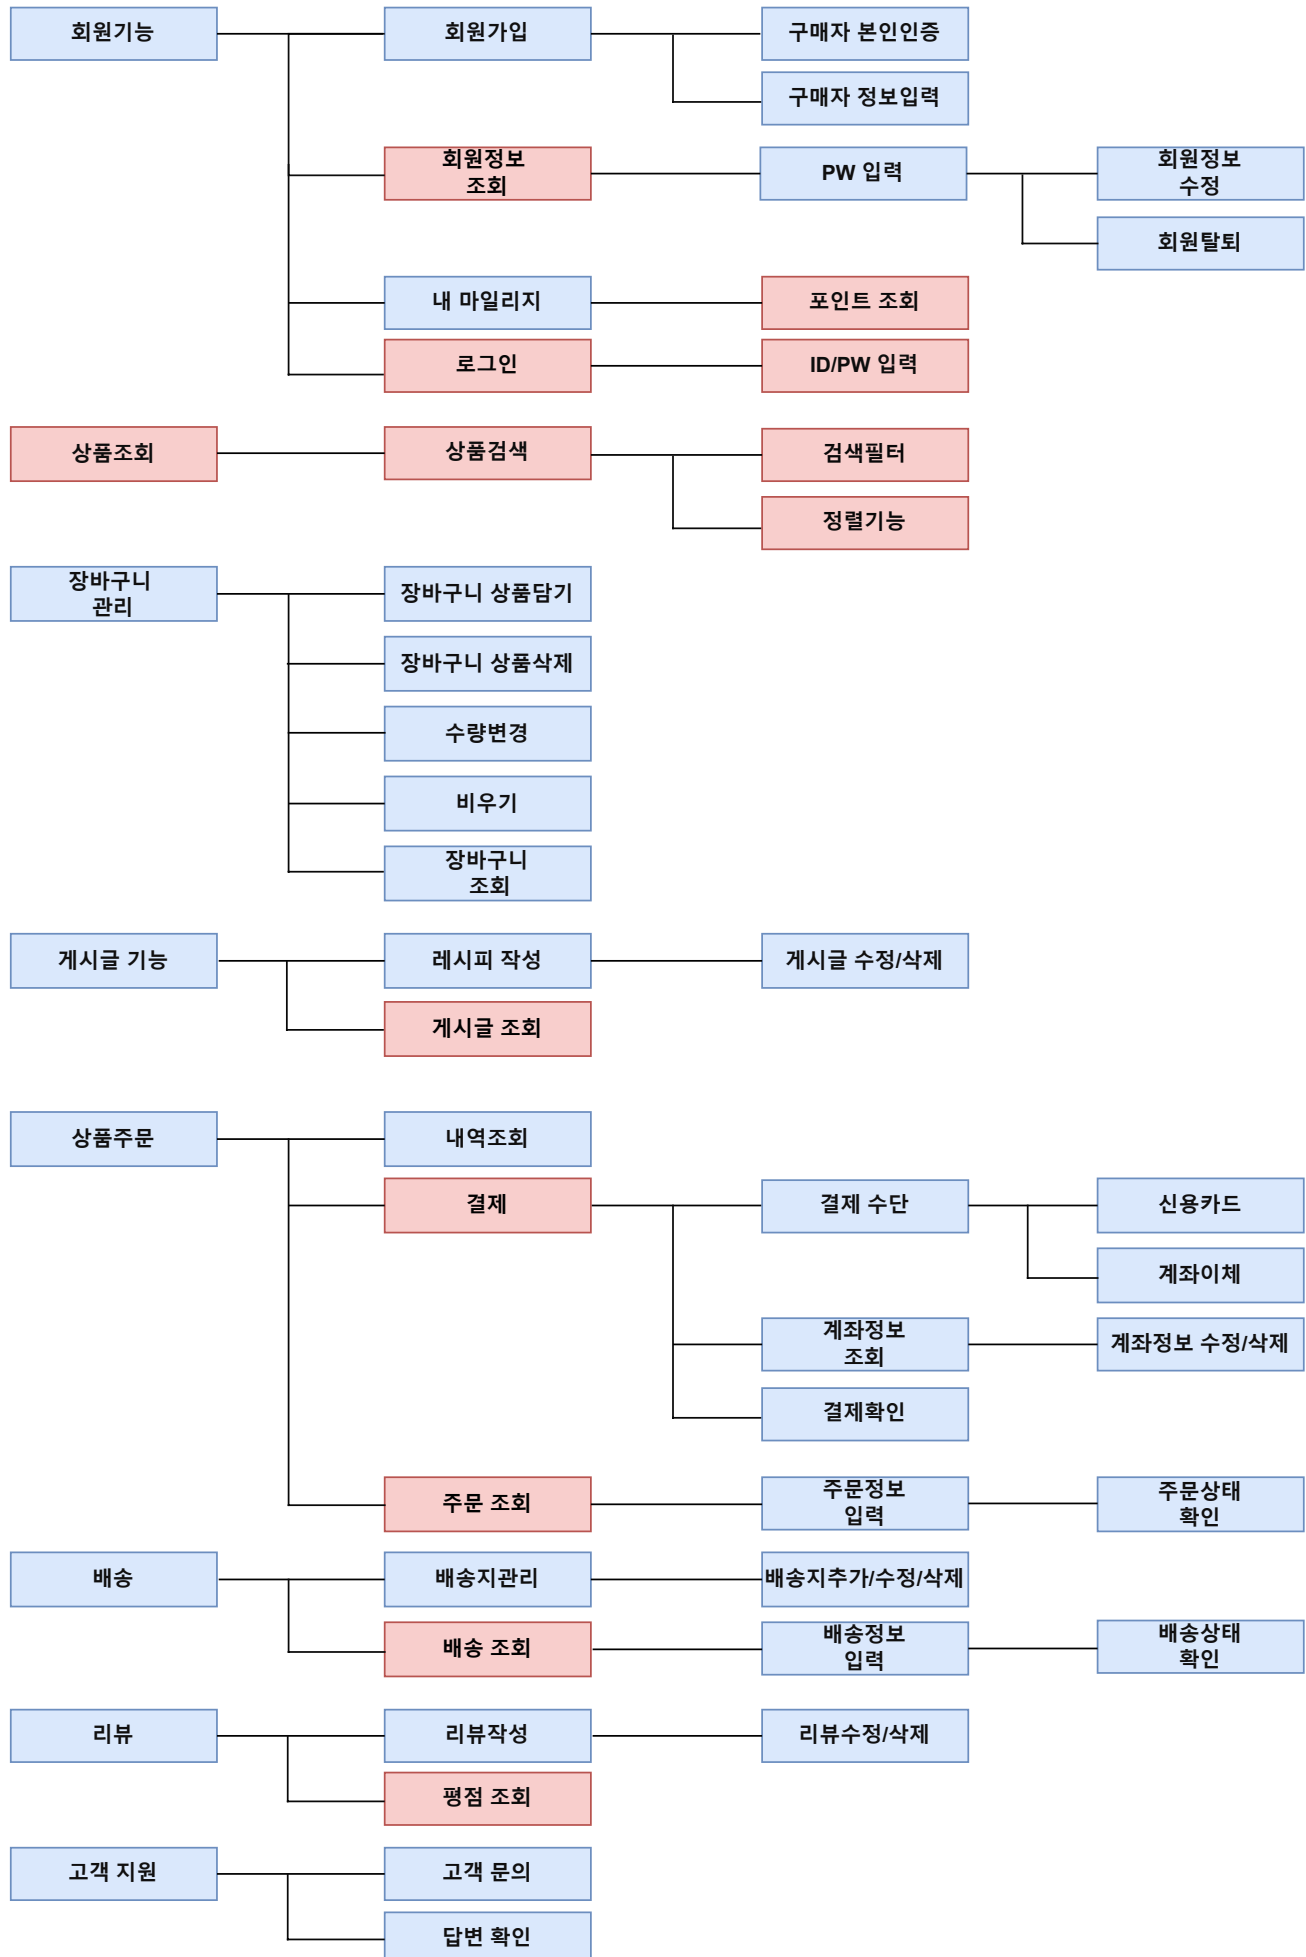 회원기능
회원가입
구매자 본인인증
구매자 정보입력
회원정보
조회
PW 입력
회원정보
수정
회원탈퇴
내 마일리지
포인트 조회
로그인
ID/PW 입력
상품조회
상품검색
검색필터
정렬기능
장바구니
관리
장바구니 상품담기
장바구니 상품삭제
수량변경
비우기
장바구니
조회
게시글 기능
레시피 작성
게시글 수정/삭제
게시글 조회
상품주문
내역조회
결제
결제 수단
신용카드
계좌이체
계좌정보
조회
계좌정보 수정/삭제
결제확인
주문 조회
주문정보
입력
주문상태
확인
배송
배송지관리
배송지추가/수정/삭제
배송 조회
배송정보
입력
배송상태
확인
리뷰
리뷰작성
리뷰수정/삭제
평점 조회
고객 지원
고객 문의
답변 확인